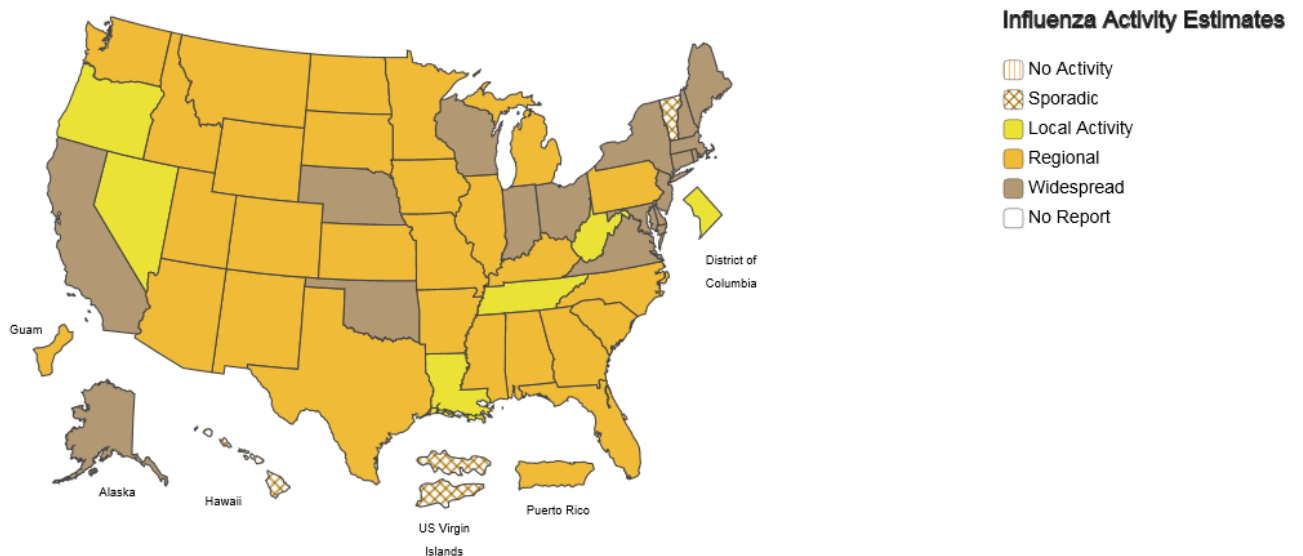 Influenza Activity Estimates
No Activity
Sporadic
Local Activity
Regional
Widespread
No Report
District of
Columbia
Guam
Alaska
Hawaii
US Virgin
Islands
Puerto Rico